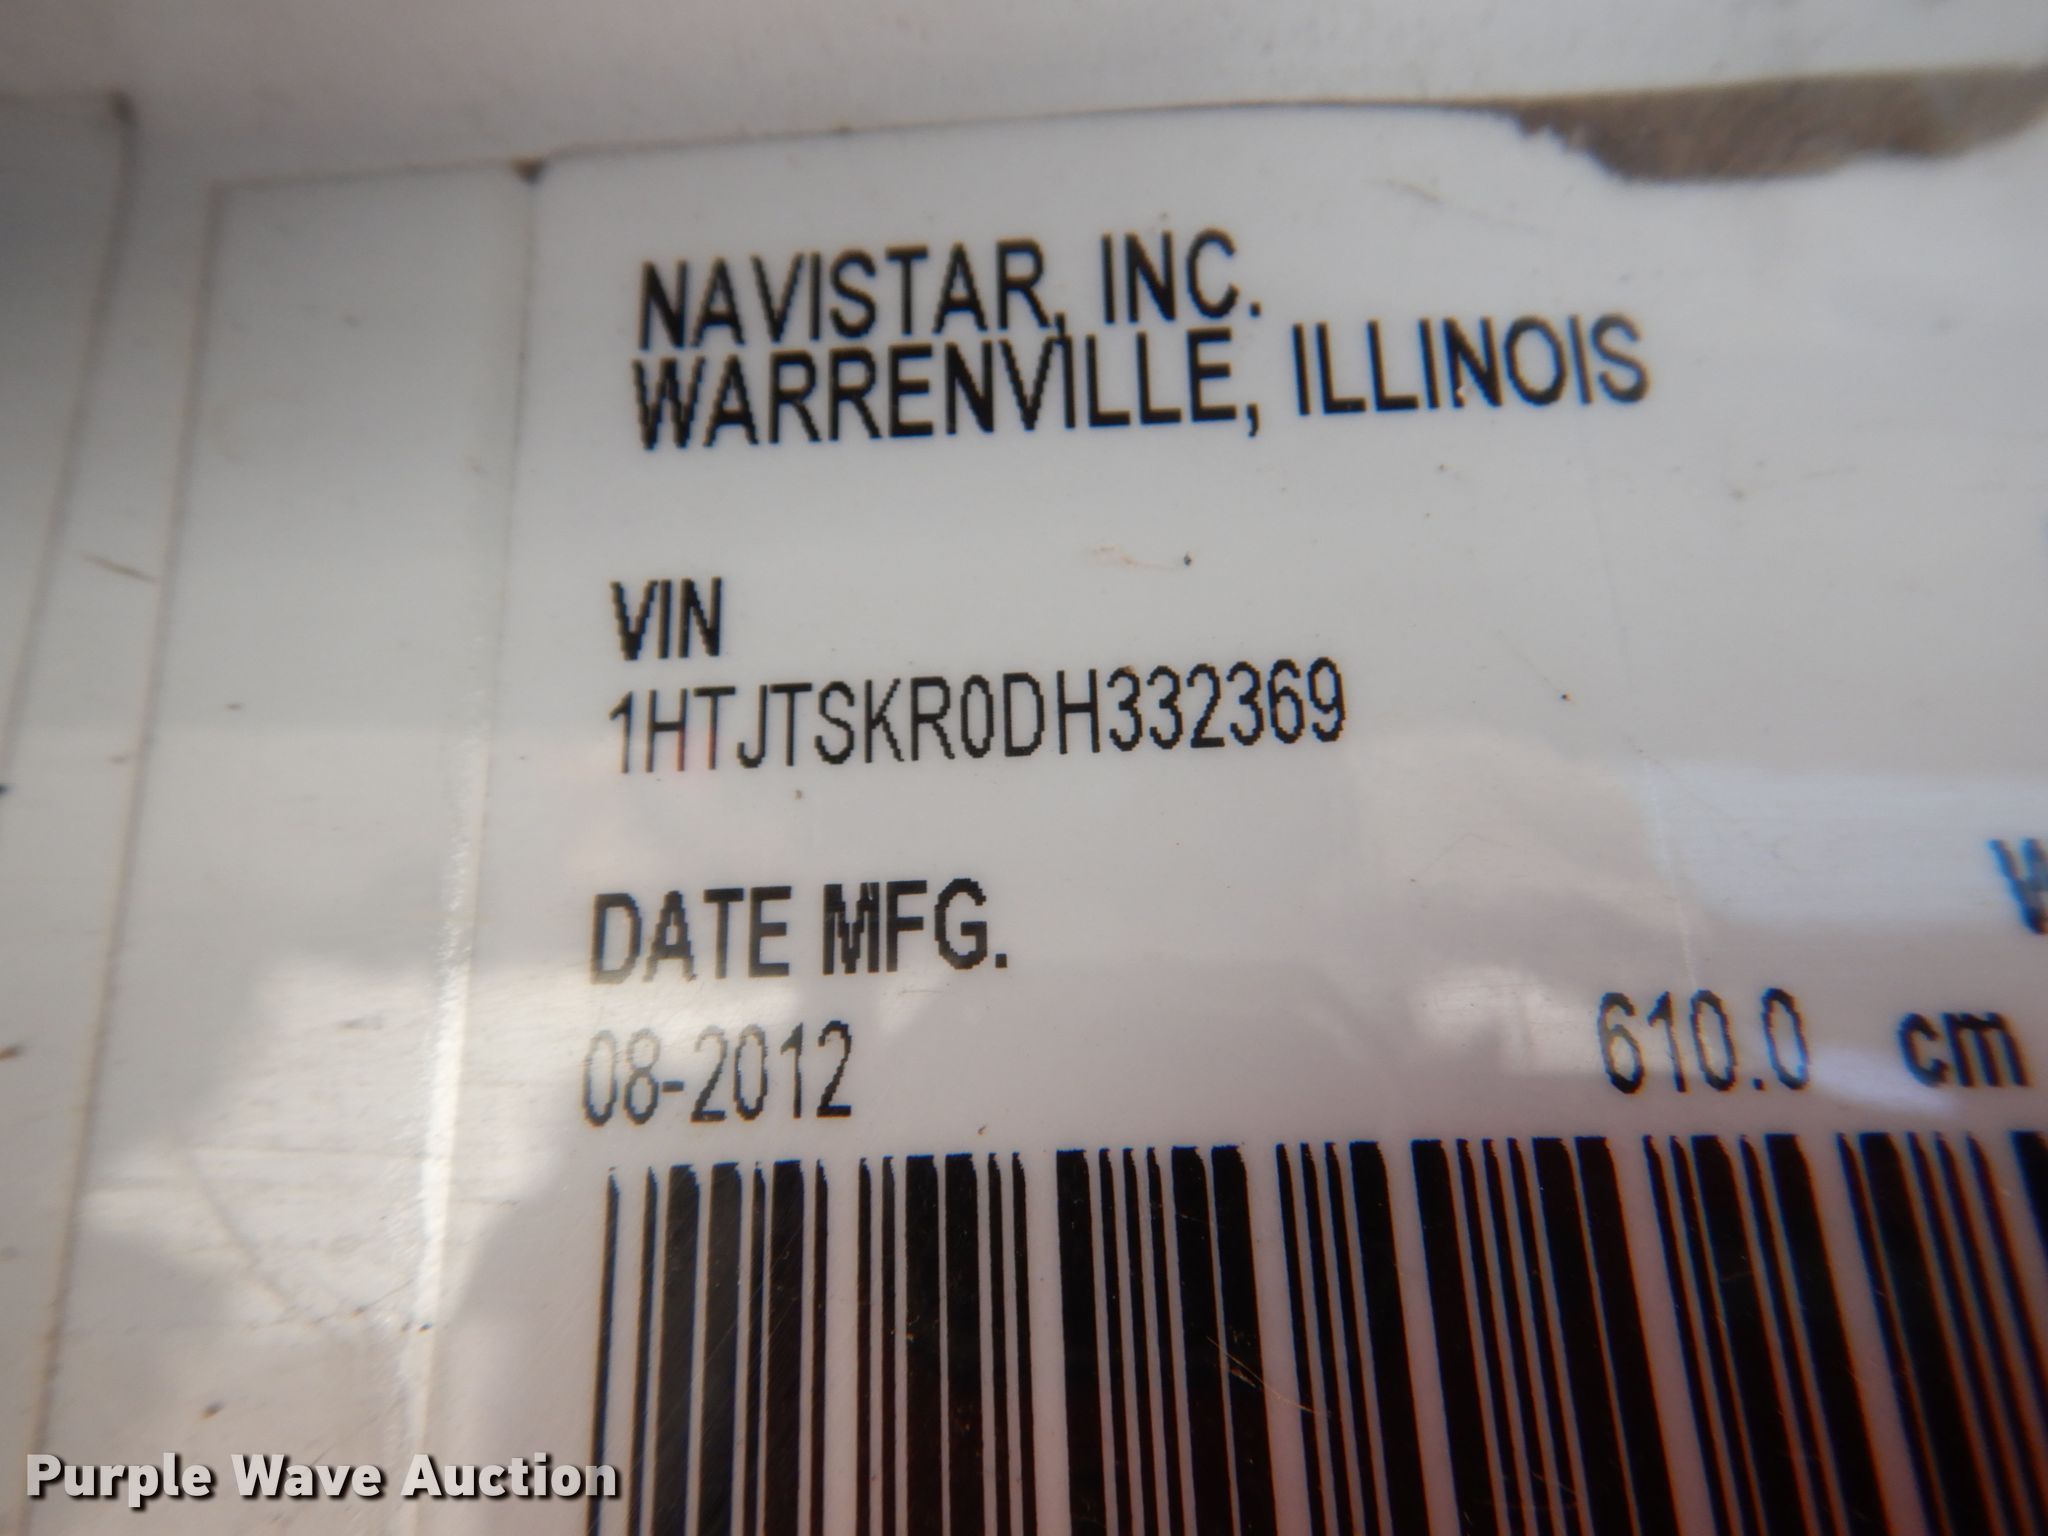 NAVISTAR, INC.
WARRENVILLE, ILLINOIS
VIN
1HTJTSKR0DH332369
DATE MFG.
08-2012
610.0 cm
Purple Wave Auction